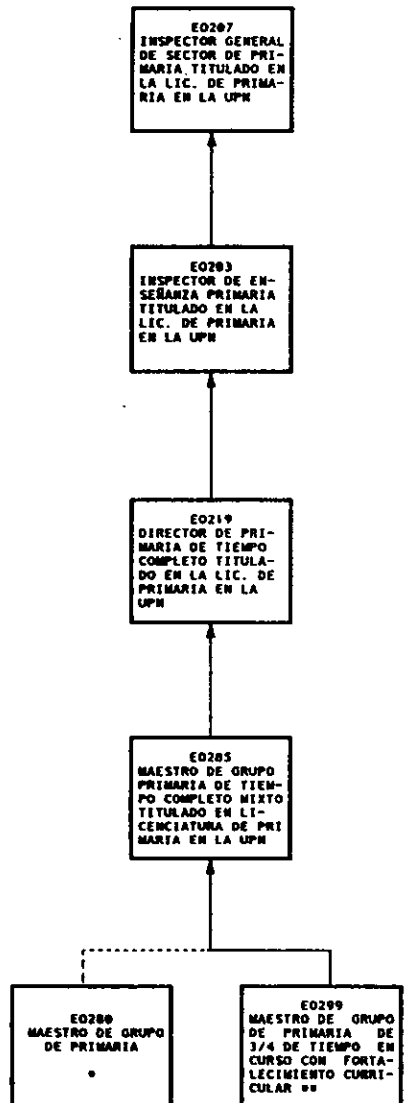 E0207
INSPECTOR GENERAL
DE SECTOR DE PRI-
MARIA TITULADO EN
LA LIC. DE PRIMA-
RIA EN LA UPN
E0203
INSPECTOR DE EN-
SEÑANZA PRIMARIA
TITULADO EN LA
LIC. DE PRIMARIA
EN LA UPN
E0219
DIRECTOR DE PRI-
MARIA DE TIEMPO
COMPLETO TITULA-
DO EN LA LIC. DE
PRIMARIA EN LA
UPN
E0285
MAESTRO DE GRUPO
PRIMARIA DE TIEM-
PO COMPLETO MIXTO
TITULADO EN LI-
CENCIATURA DE PRI
MARIA EN LA UPN
E0280
MAESTRO DE GRUPO
DE PRIMARIA
*
E0299
MAESTRO DE GRUPO
DE PRIMARIA DE
3/4 DE TIEMPO EN
CURSO CON FORTA-
LECIMIENTO CURRI-
CULAR **